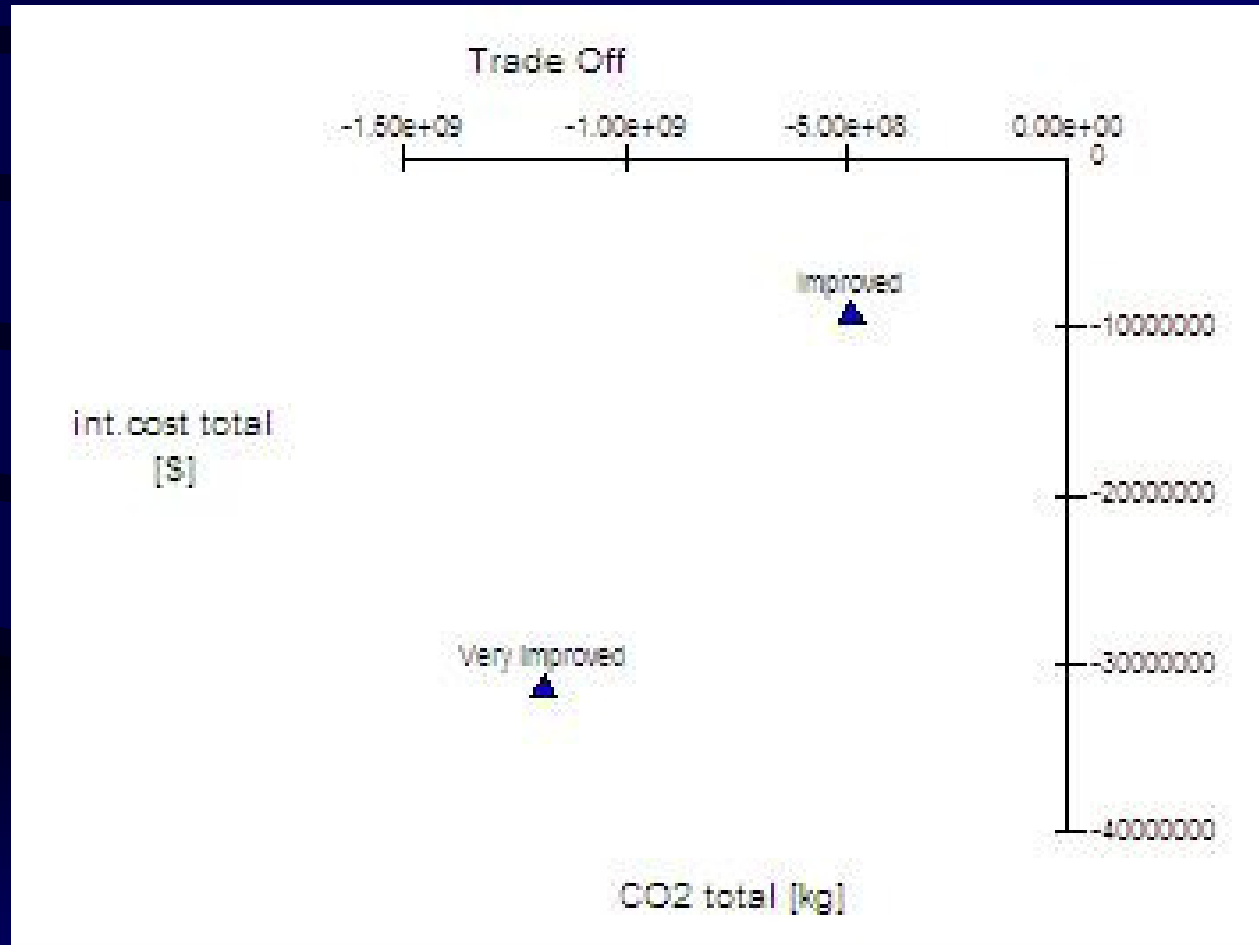 Trade Off
-1.50e+09 -1.00e+09 -5.00e+08 0.00e+00
0
Improved
-10000000
int.cost total
[$]
-20000000
Very Improved
-30000000
-40000000
CO2 total [kg]